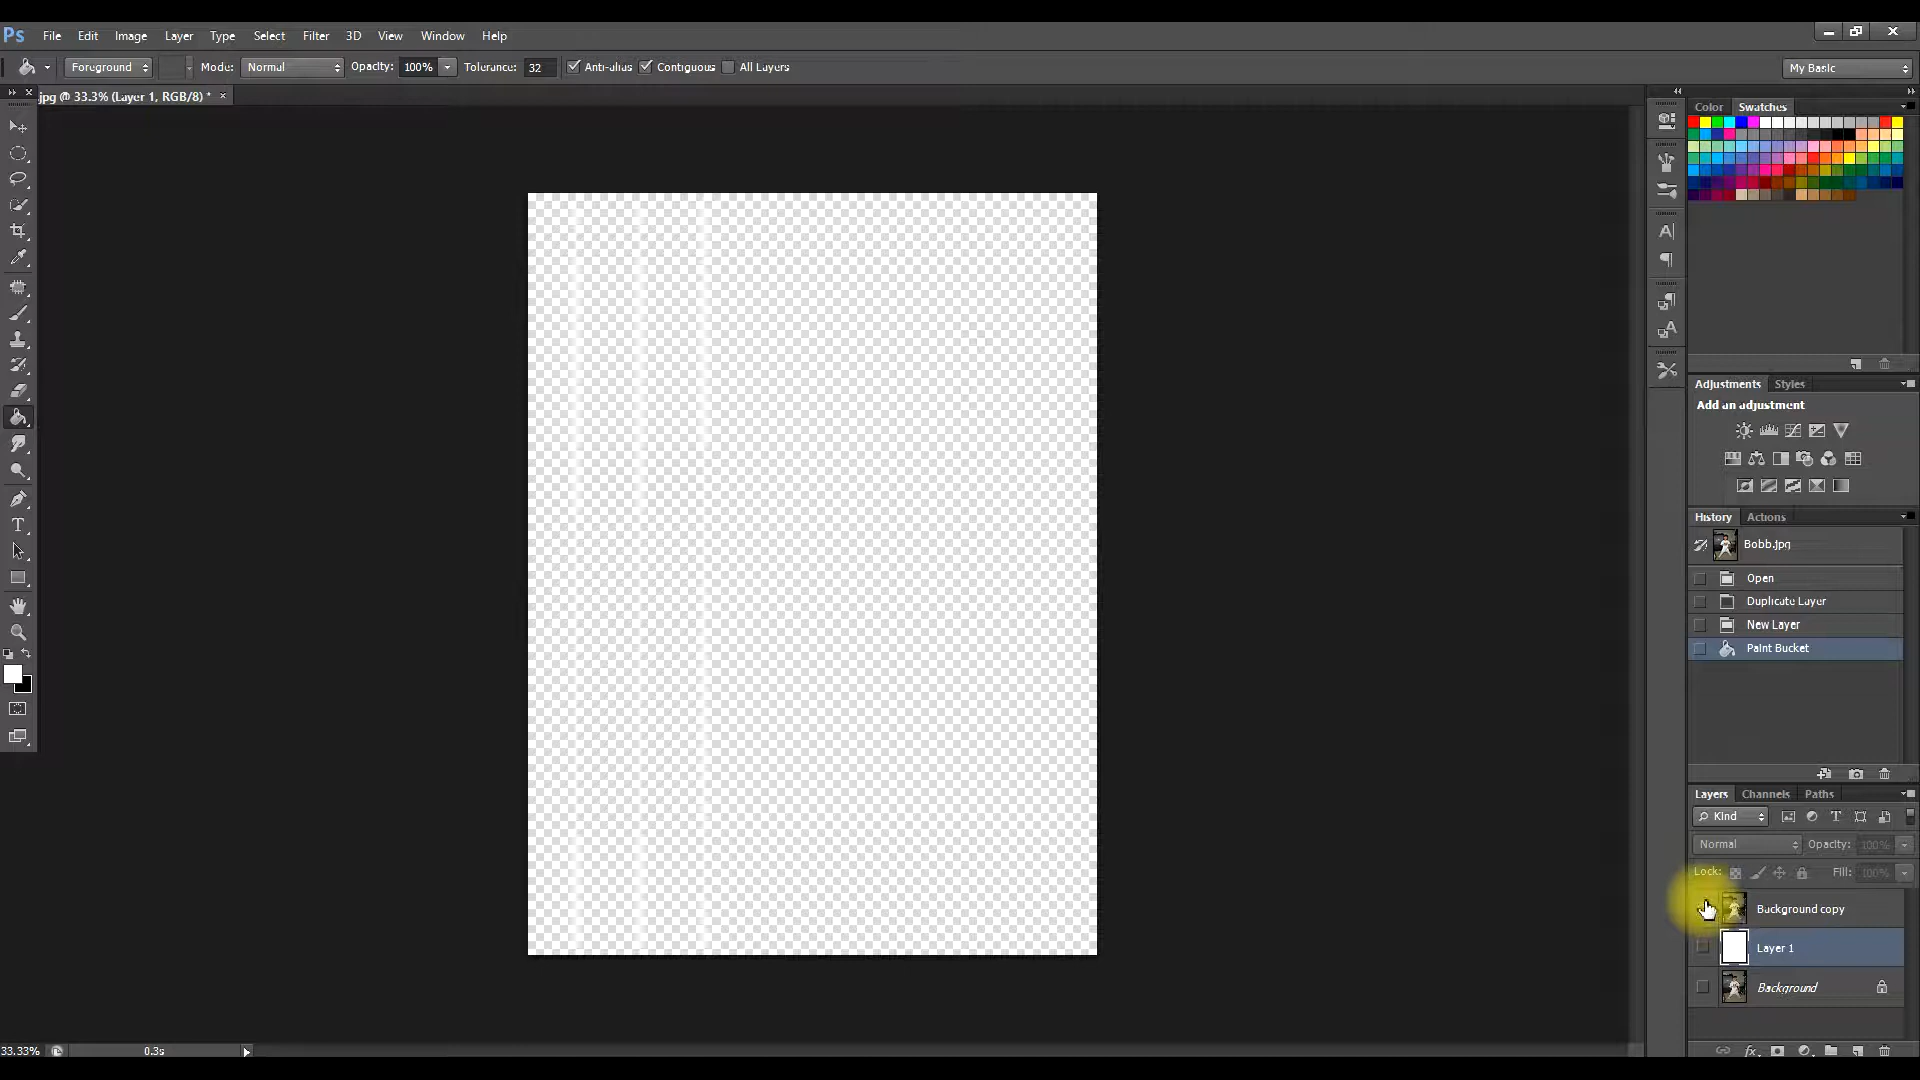 Ps File Edit Image Layer Type Select Filter 3D View Window Help
Foreground Mode: Normal Opacity: 100% Tolerance: 32 Anti-alias Contiguous All Layers My Basic
.jpg @ 33.3% (Layer 1, RGB/8) * ×
Color Swatches
Adjustments Styles
Add an adjustment
History Actions
Bobb.jpg
Open
Duplicate Layer
New Layer
Paint Bucket
Layers Channels Paths
Kind
Normal Opacity: 100%
Lock: Fill: 100%
Background copy
Layer 1
Background
33.33% 0.3s